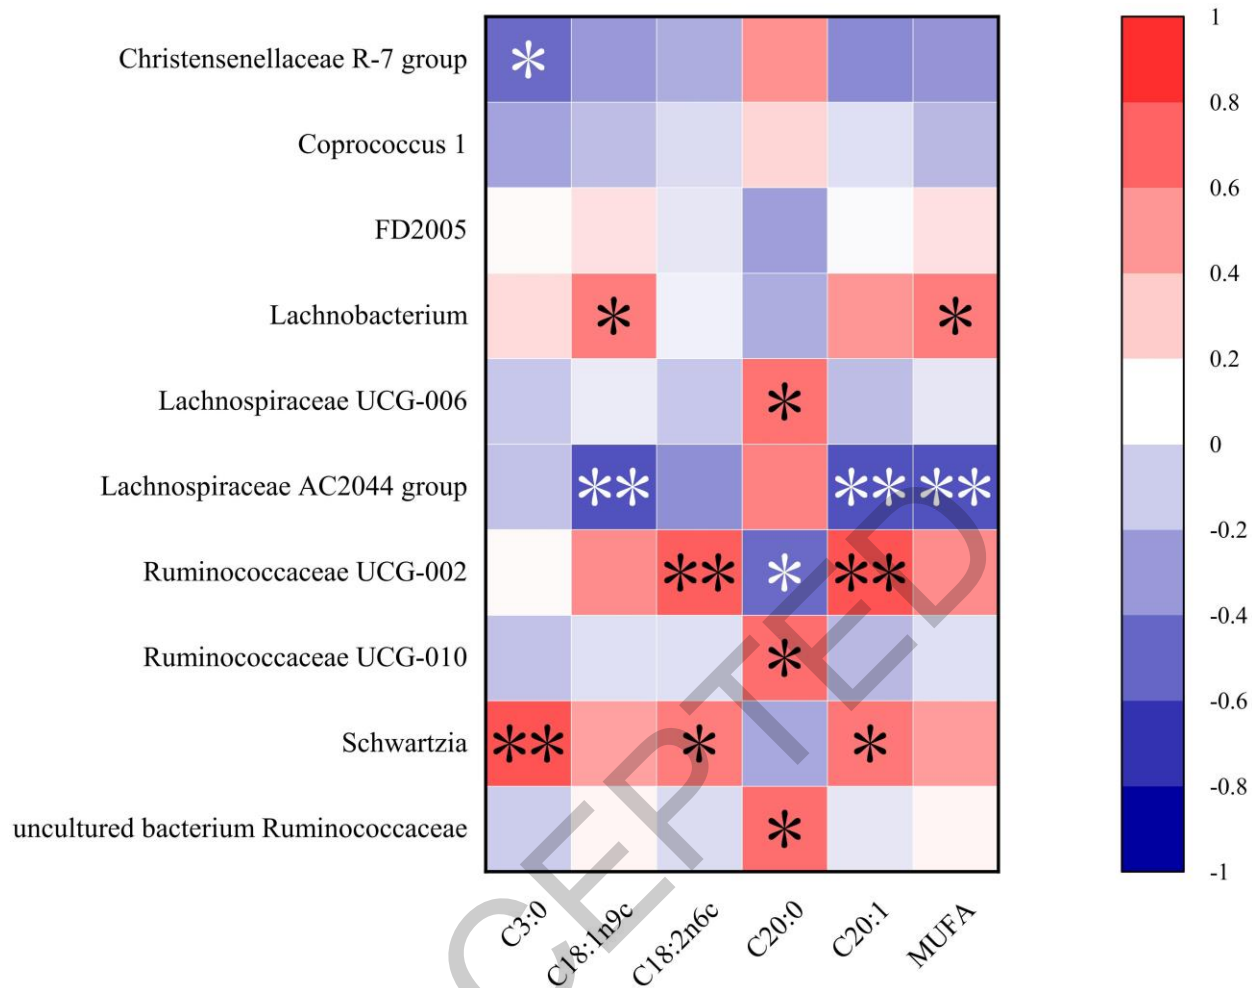 Christensenellaceae R-7 group
Coprococcus 1
FD2005
Lachnobacterium
Lachnospiraceae UCG-006
Lachnospiraceae AC2044 group
Ruminococcaceae UCG-002
Ruminococcaceae UCG-010
Schwartzia
uncultured bacterium Ruminococcaceae
*
*
*
*
**
**
**
**
*
**
*
**
*
*
*
C3:0
C18:1n9c
C18:2n6c
C20:0
C20:1
MUFA
1
0.8
0.6
0.4
0.2
0
-0.2
-0.4
-0.6
-0.8
-1
CEPTED